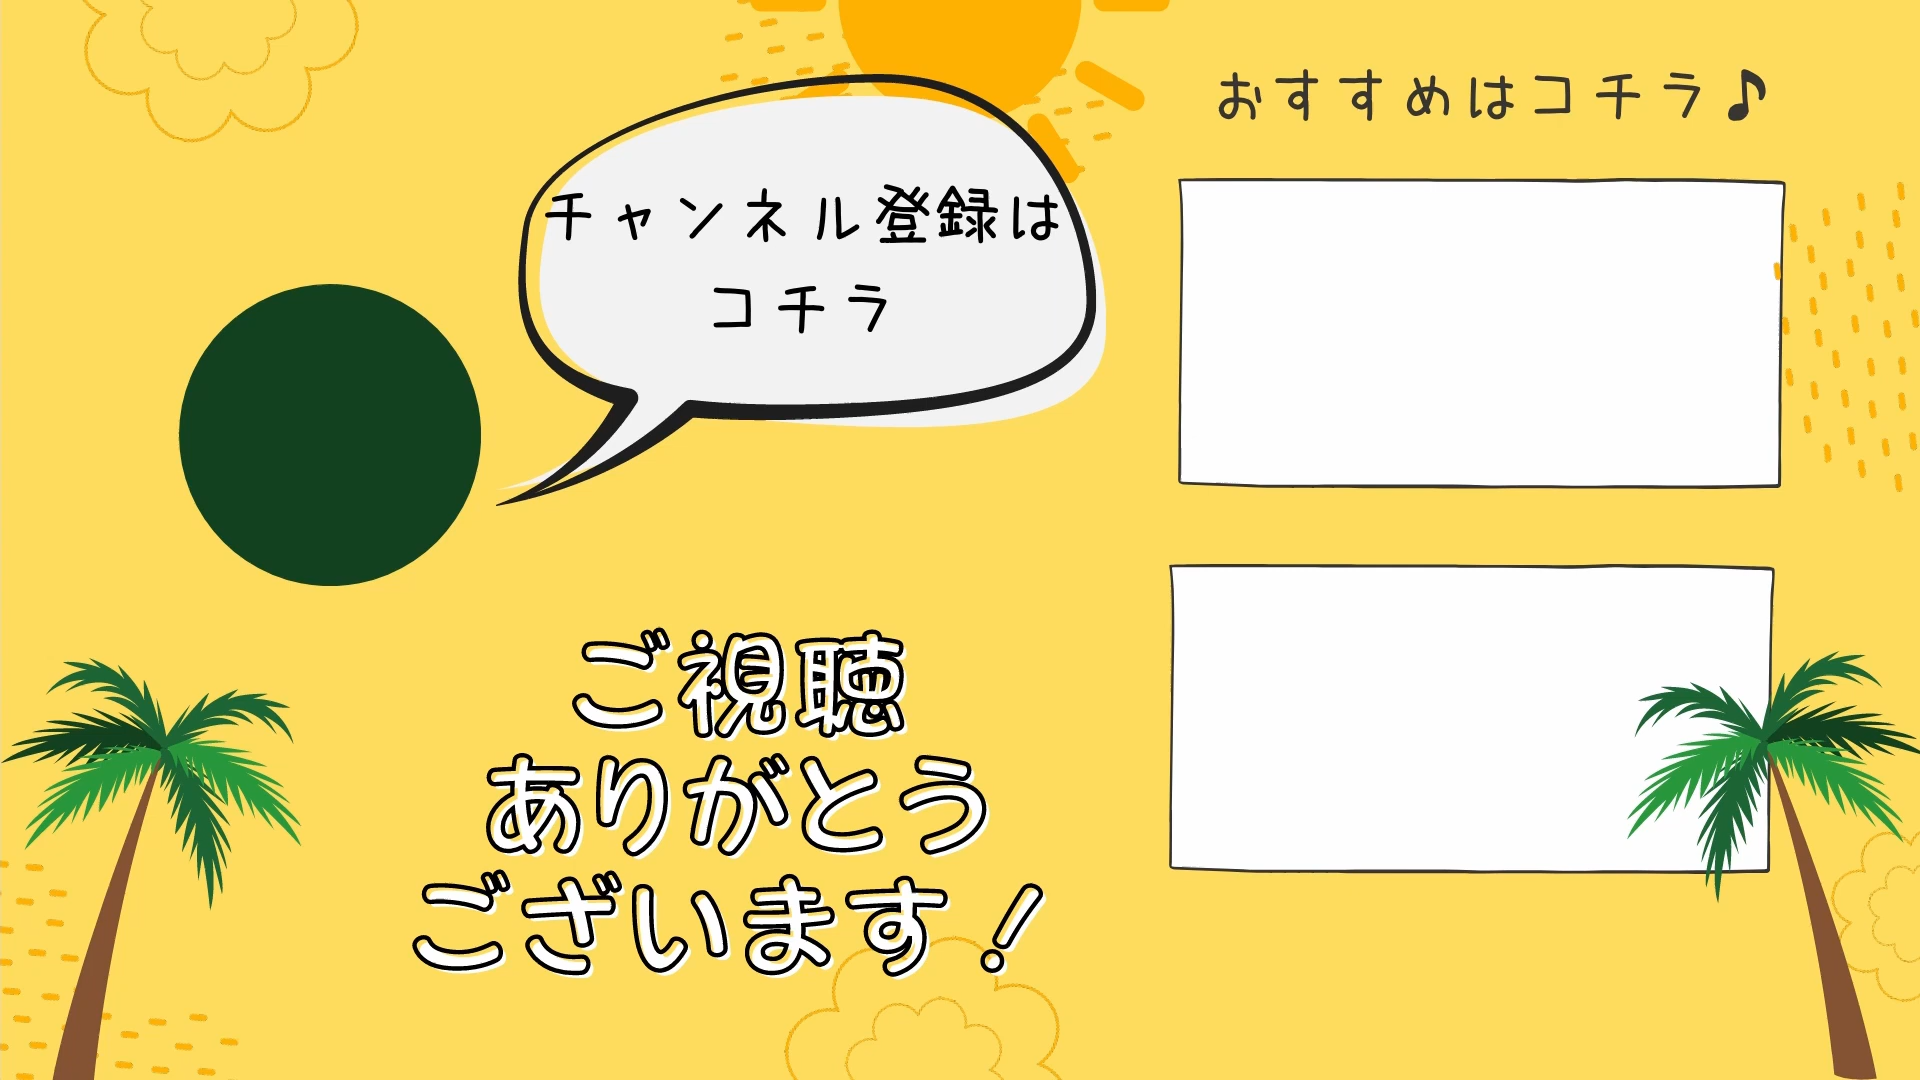 チャンネル登録は
コチラ
おすすめはコチラ♪
ご視聴
ありがとう
ございます！